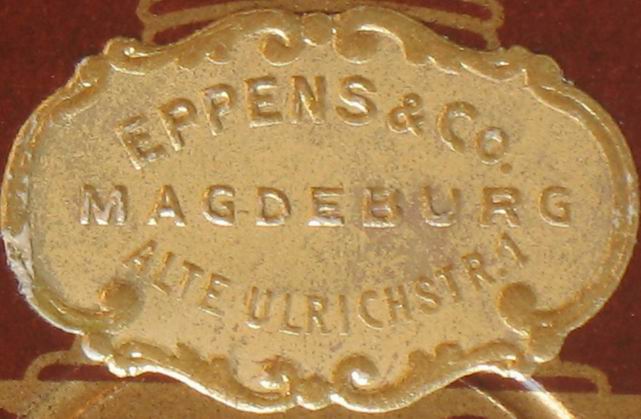 EPPENS & Co.
MAGDEBURG
ALTE ULRICHSTR. 1